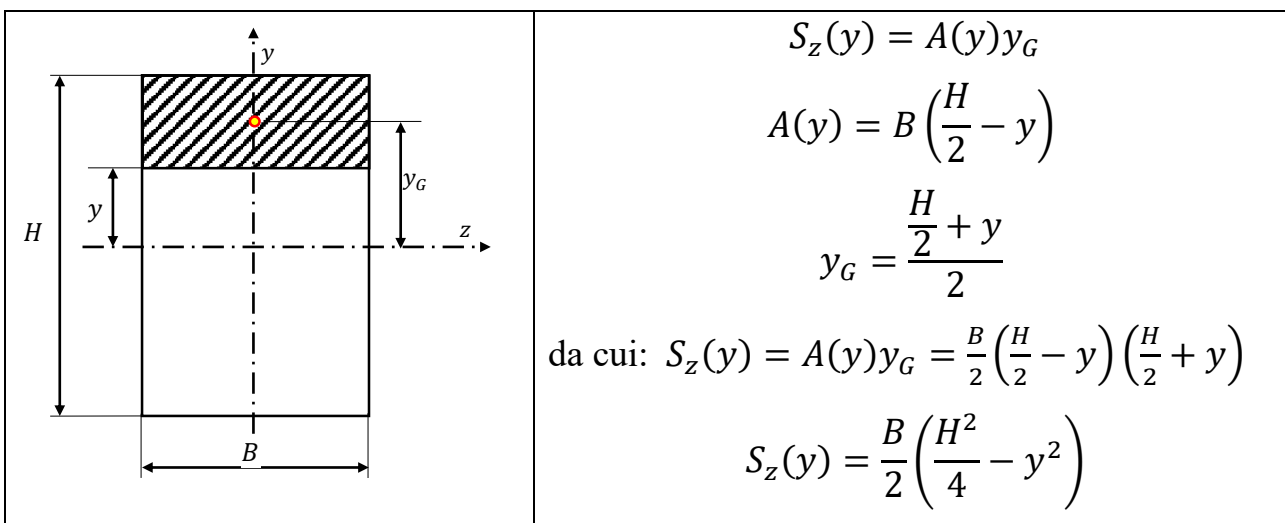 y
y_G
y
H
z
B
S_z(y) = A(y)y_G
A(y) = B(H/2 − y)
y_G = (H/2 + y)/2
da cui: S_z(y) = A(y)y_G = B/2 (H/2 − y)(H/2 + y)
S_z(y) = B/2 (H²/4 − y²)